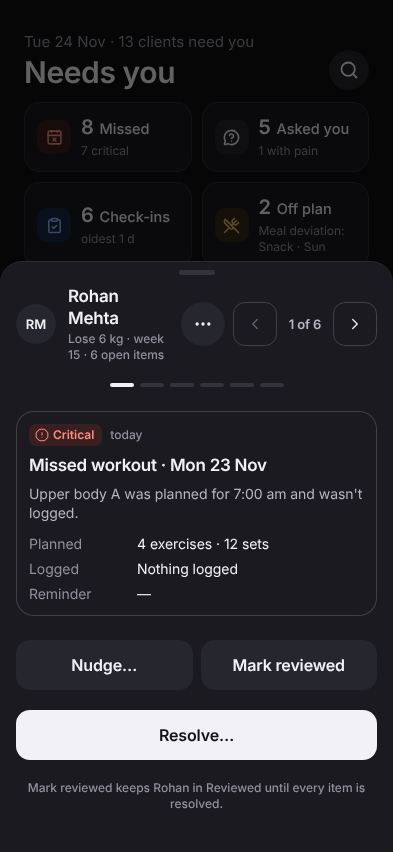 Tue 24 Nov · 13 clients need you
Needs you
8 Missed
7 critical
5 Asked you
1 with pain
6 Check-ins
oldest 1 d
2 Off plan
Meal deviation:
Snack · Sun
RM
Rohan
Mehta
Lose 6 kg · week
15 · 6 open items
1 of 6
Critical today
Missed workout · Mon 23 Nov
Upper body A was planned for 7:00 am and wasn't
logged.
Planned 4 exercises · 12 sets
Logged Nothing logged
Reminder —
Nudge...
Mark reviewed
Resolve...
Mark reviewed keeps Rohan in Reviewed until every item is
resolved.